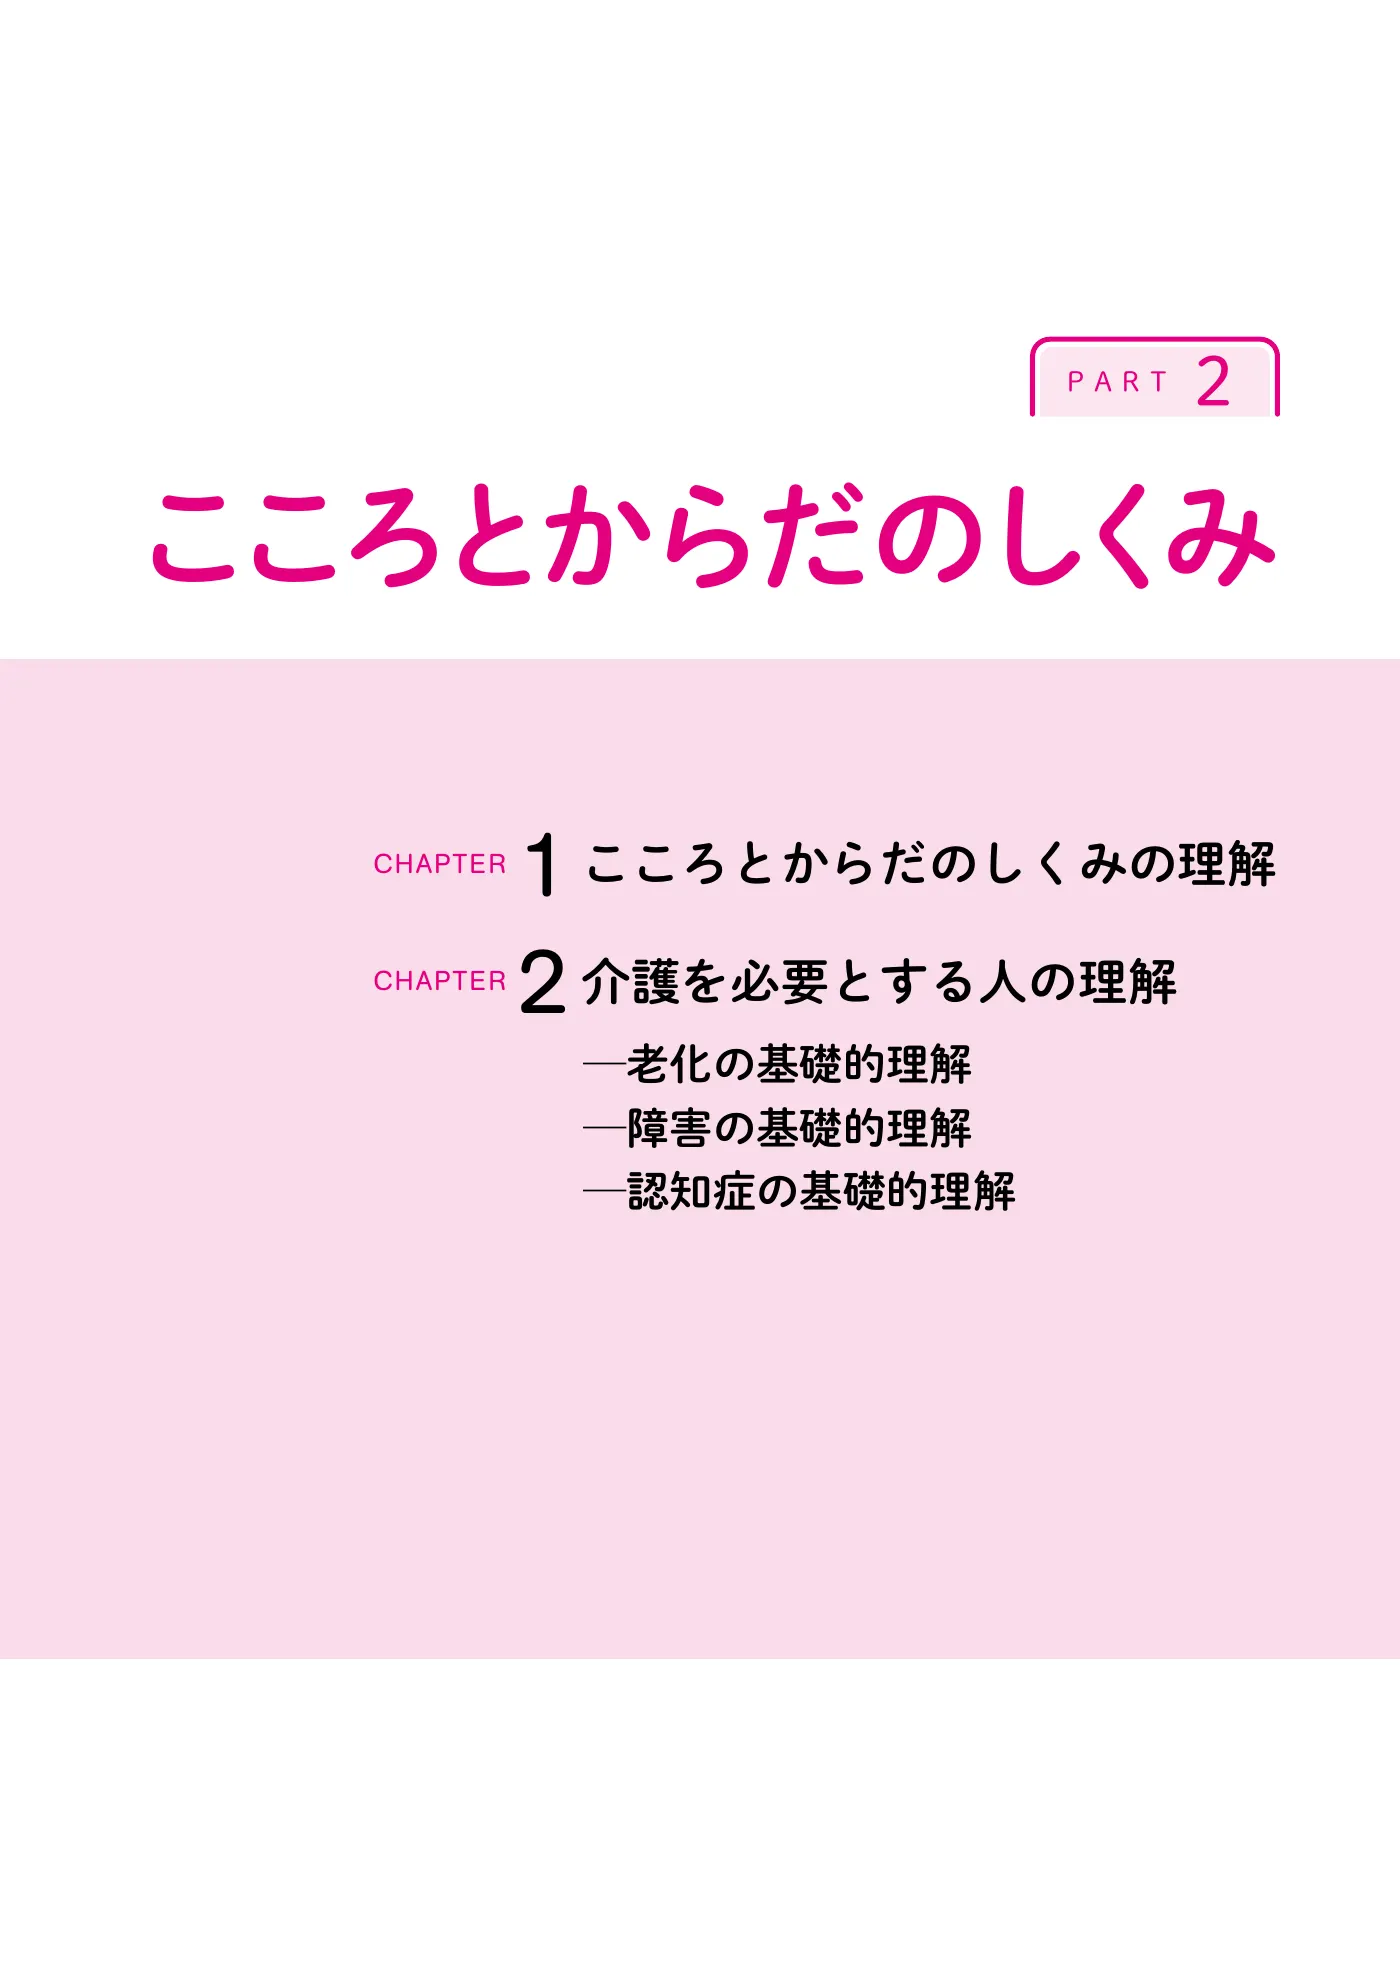 PART 2
こころとからだのしくみ
CHAPTER 1 こころとからだのしくみの理解
CHAPTER 2 介護を必要とする人の理解
―老化の基礎的理解
―障害の基礎的理解
―認知症の基礎的理解